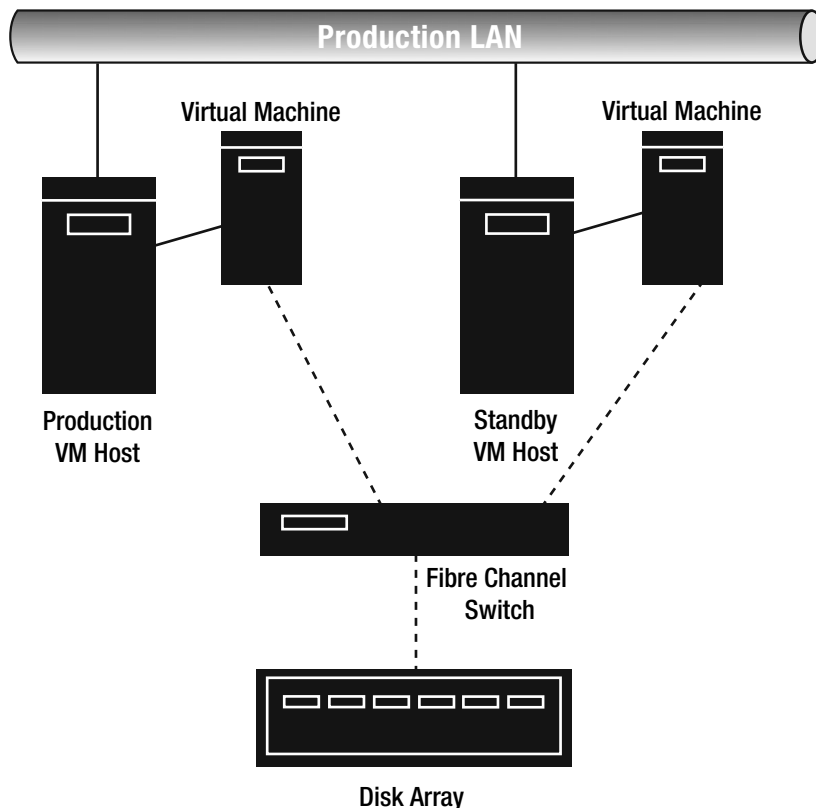 Production LAN
Virtual Machine
Virtual Machine
Production
VM Host
Standby
VM Host
Fibre Channel
Switch
Disk Array